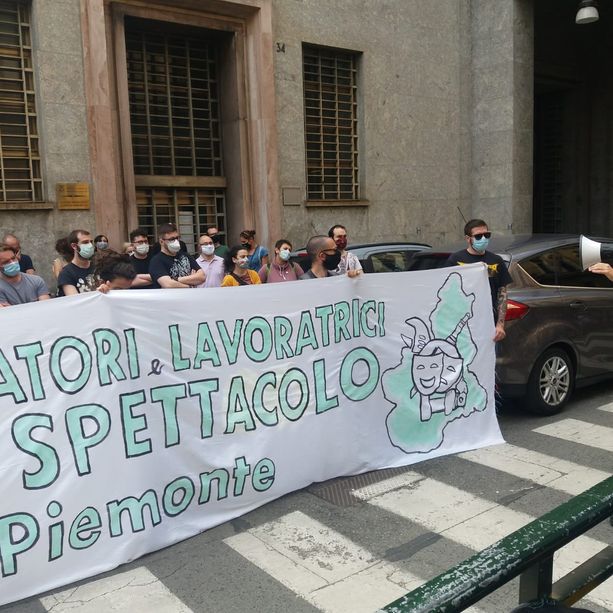 34
ATORI e LAVORATRICI
SPETTACOLO
Piemonte